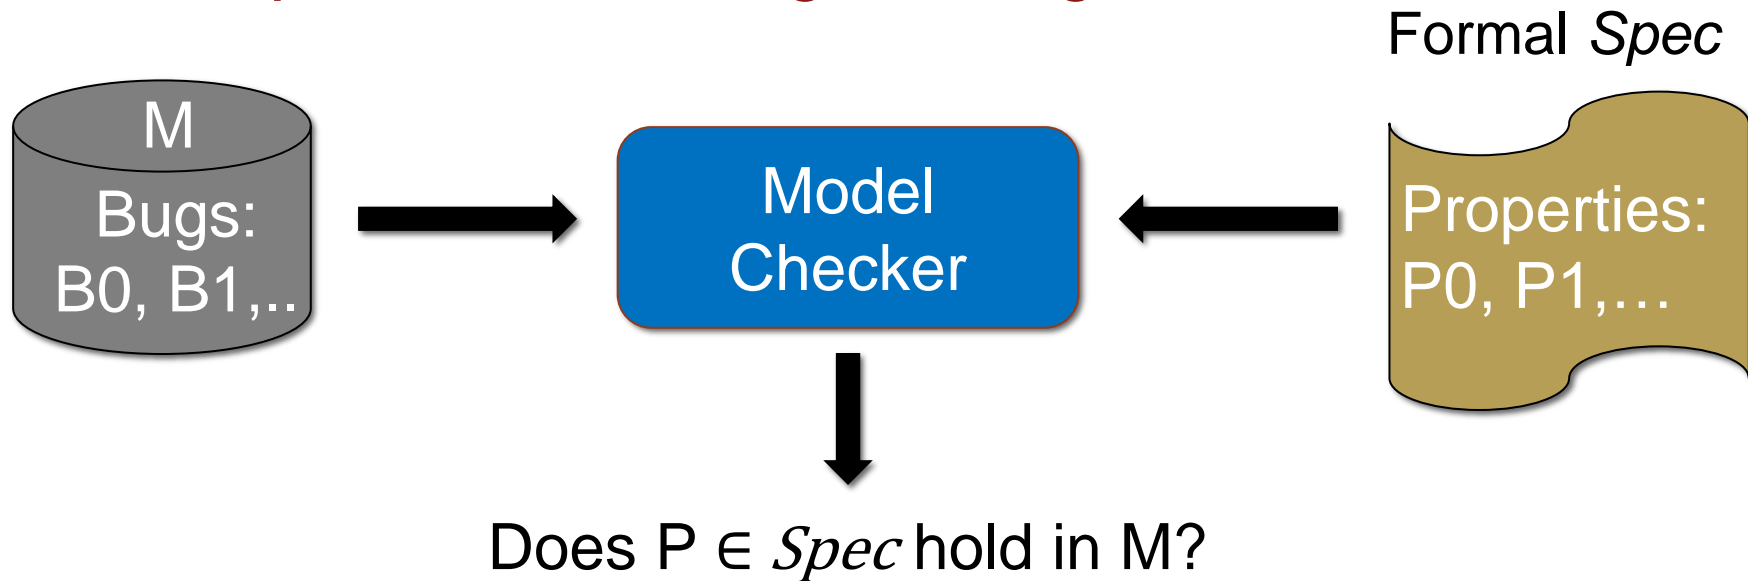 Formal Spec
M
Bugs:
B0, B1,..
Model
Checker
Properties:
P0, P1,…
Does P ∈ Spec hold in M?